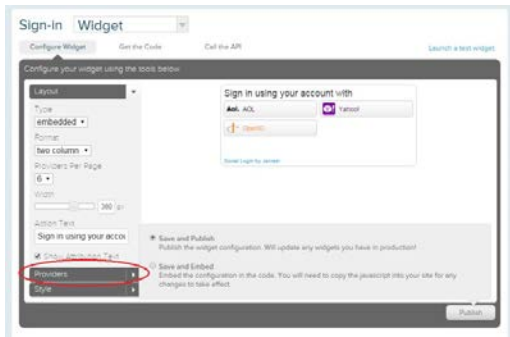 Sign-in Widget
Configure Widget Get the Code Call the API Launch a test widget
Configure your widget using the tools below
Layout
Type
embedded
Format
two column
Providers Per Page
6
Width
380 px
Action Text
Sign in using your accou
Show Attribution Text
Providers
Style
Sign in using your account with
Aol. AOL
Yahoo!
OpenID
Social Login by Janrain
Save and Publish
Publish the widget configuration. Will update any widgets you have in production!
Save and Embed
Embed the configuration in the code. You will need to copy the javascript into your site for any
changes to take effect.
Publish